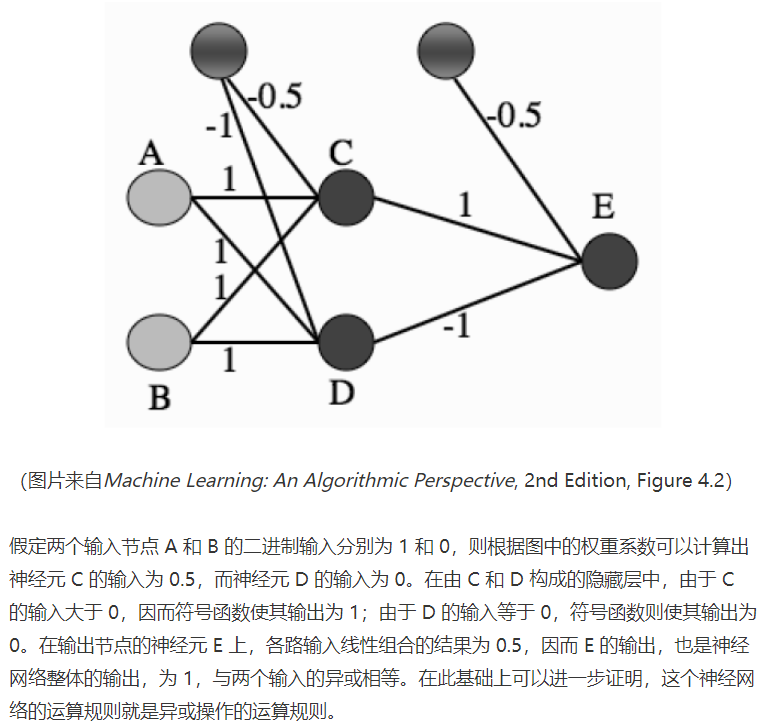 -0.5
-0.5
-1
A
C
1
1
E
1
1
1
-1
B
D
（图片来自Machine Learning: An Algorithmic Perspective, 2nd Edition, Figure 4.2）
假定两个输入节点 A 和 B 的二进制输入分别为 1 和 0，则根据图中的权重系数可以计算出
神经元 C 的输入为 0.5，而神经元 D 的输入为 0。在由 C 和 D 构成的隐藏层中，由于 C
的输入大于 0，因而符号函数使其输出为 1；由于 D 的输入等于 0，符号函数则使其输出为
0。在输出节点的神经元 E 上，各路输入线性组合的结果为 0.5，因而 E 的输出，也是神经
网络整体的输出，为 1，与两个输入的异或相等。在此基础上可以进一步证明，这个神经网
络的运算规则就是异或操作的运算规则。